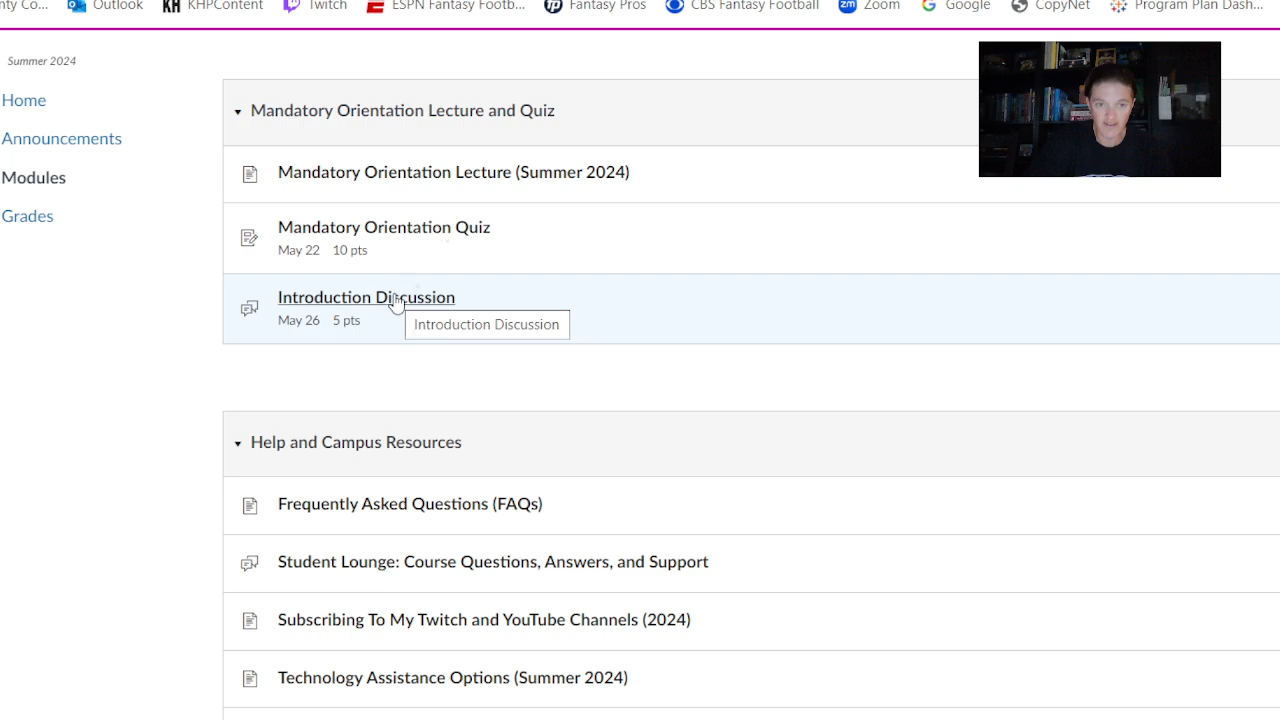 nty Co... Outlook KHPContent Twitch ESPN Fantasy Footb... fp Fantasy Pros CBS Fantasy Football zm Zoom Google CopyNet Program Plan Dash...
Summer 2024
Home
Announcements
Modules
Grades
Mandatory Orientation Lecture and Quiz
Mandatory Orientation Lecture (Summer 2024)
Mandatory Orientation Quiz
May 22 10 pts
Introduction Discussion
May 26 5 pts
Introduction Discussion
Help and Campus Resources
Frequently Asked Questions (FAQs)
Student Lounge: Course Questions, Answers, and Support
Subscribing To My Twitch and YouTube Channels (2024)
Technology Assistance Options (Summer 2024)